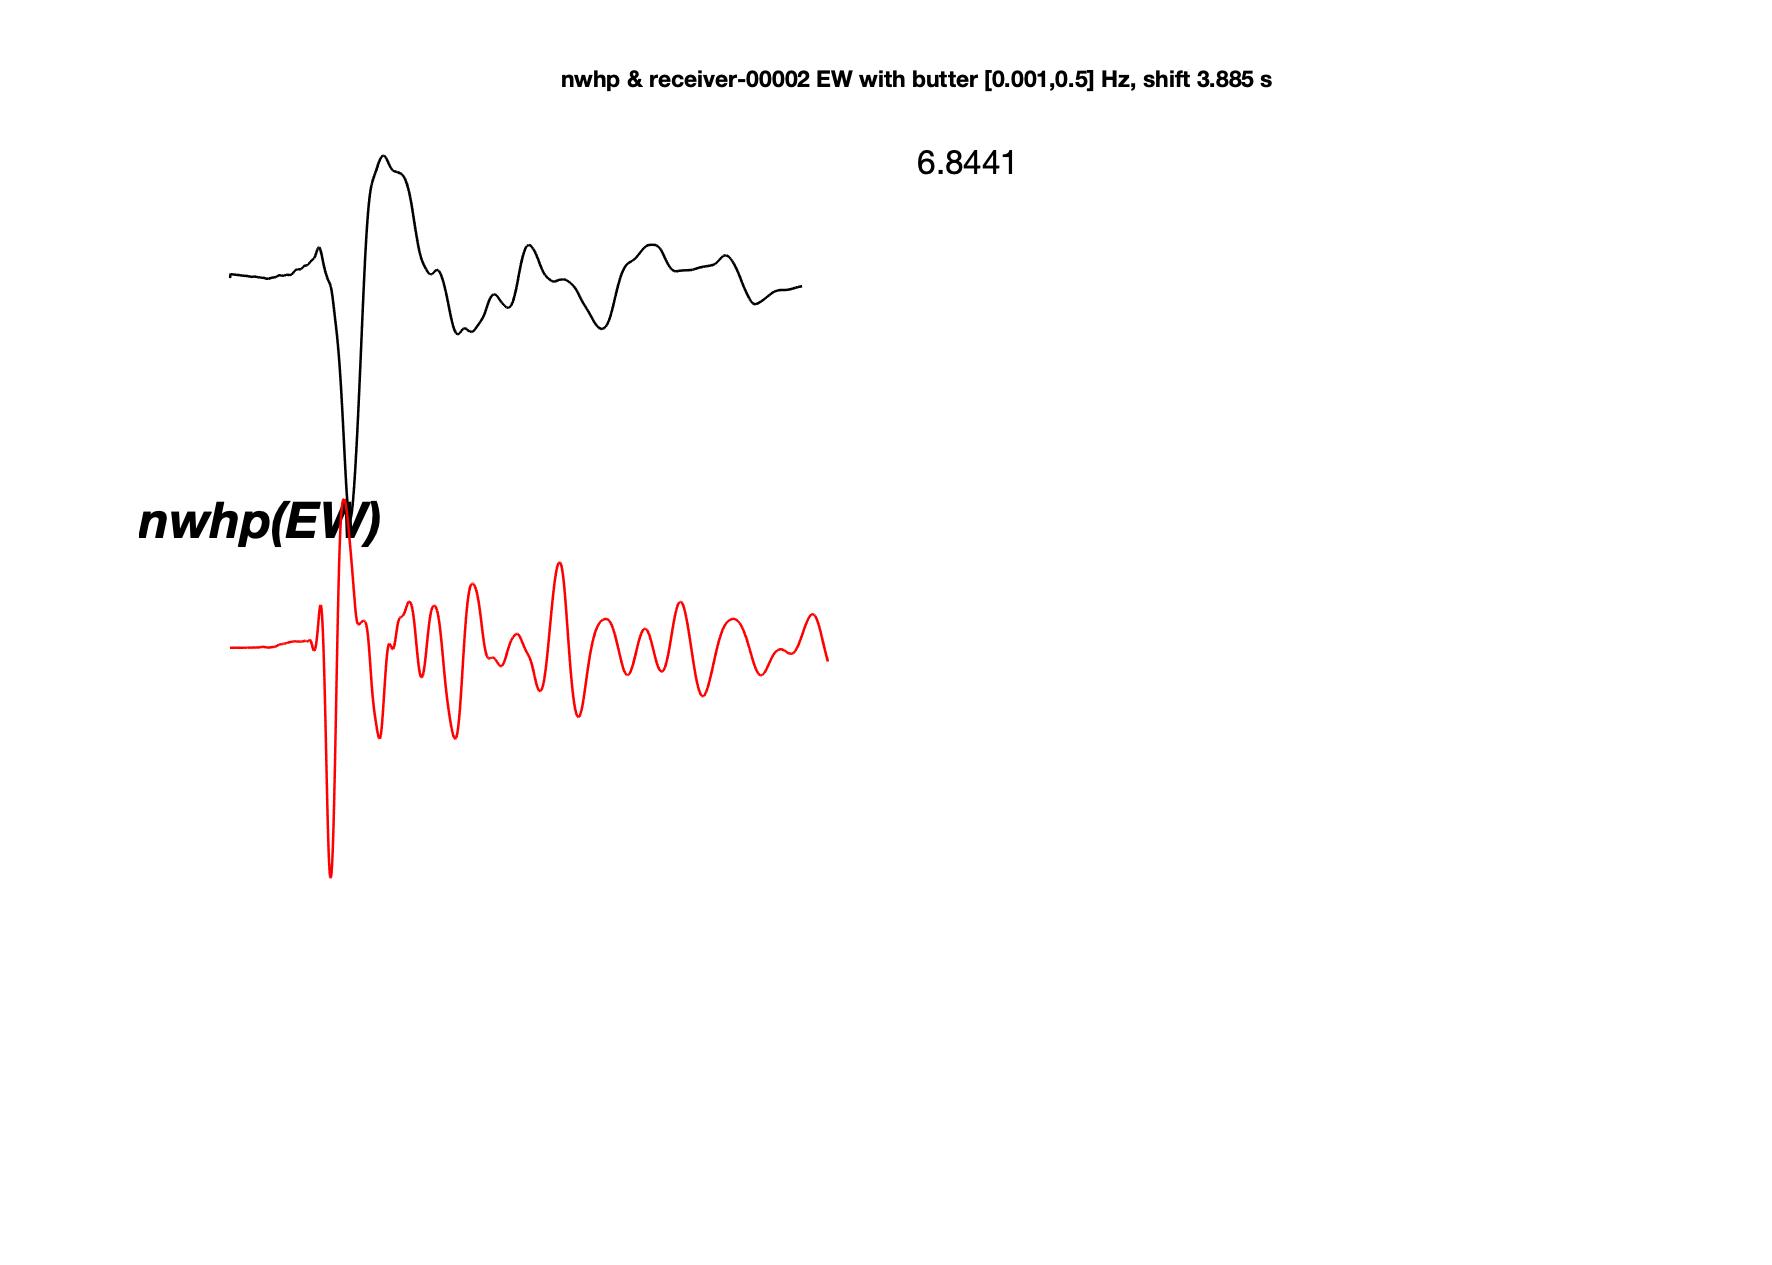 nwhp & receiver-00002 EW with butter [0.001,0.5] Hz, shift 3.885 s
6.8441
nwhp(EW)